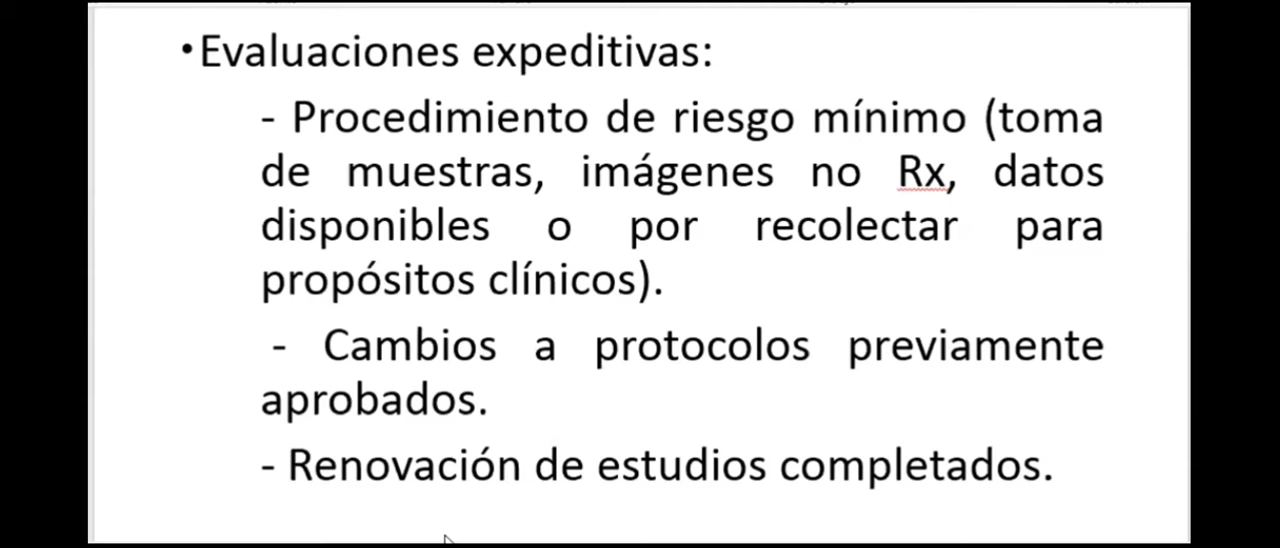 •Evaluaciones expeditivas:
- Procedimiento de riesgo mínimo (toma
de muestras, imágenes no Rx, datos
disponibles o por recolectar para
propósitos clínicos).
- Cambios a protocolos previamente
aprobados.
- Renovación de estudios completados.